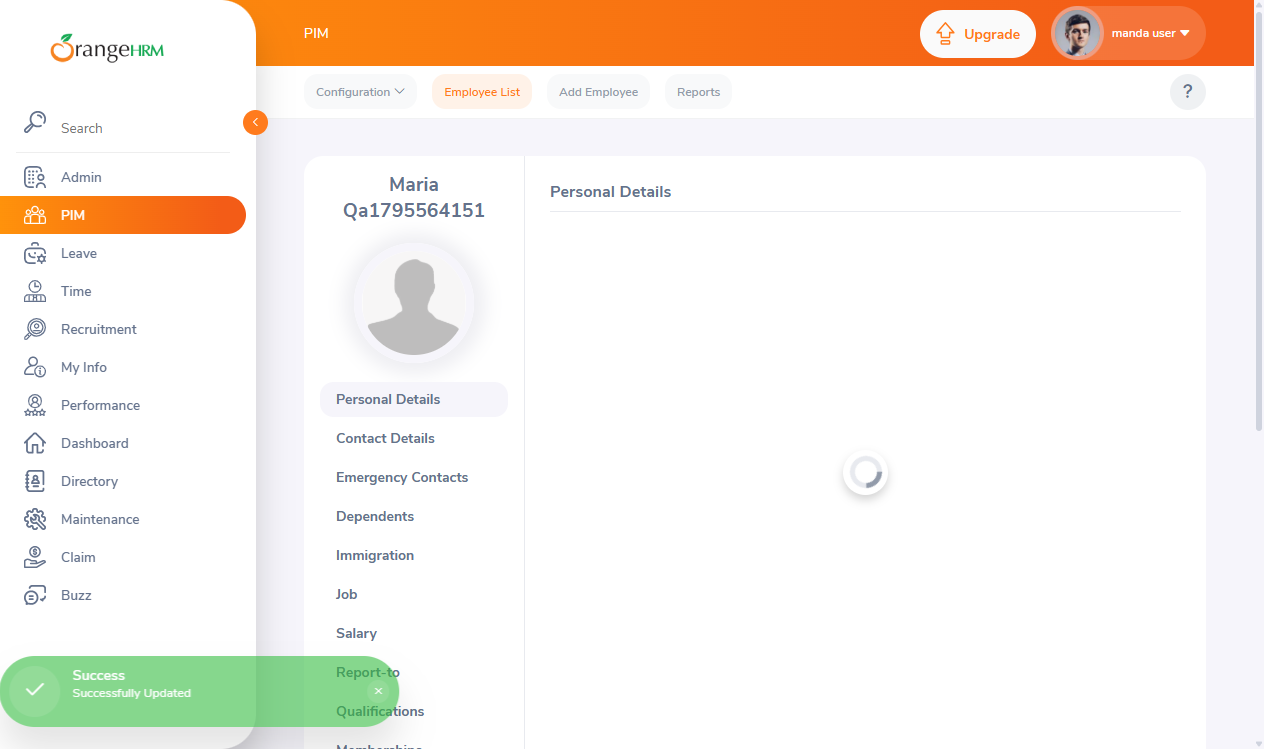 OrangeHRM
PIM
Upgrade
manda user
Configuration
Employee List
Add Employee
Reports
?
Search
Admin
PIM
Leave
Time
Recruitment
My Info
Performance
Dashboard
Directory
Maintenance
Claim
Buzz
Maria
Qa1795564151
Personal Details
Contact Details
Emergency Contacts
Dependents
Immigration
Job
Salary
Report-to
Qualifications
Memberships
Personal Details
Success
Successfully Updated